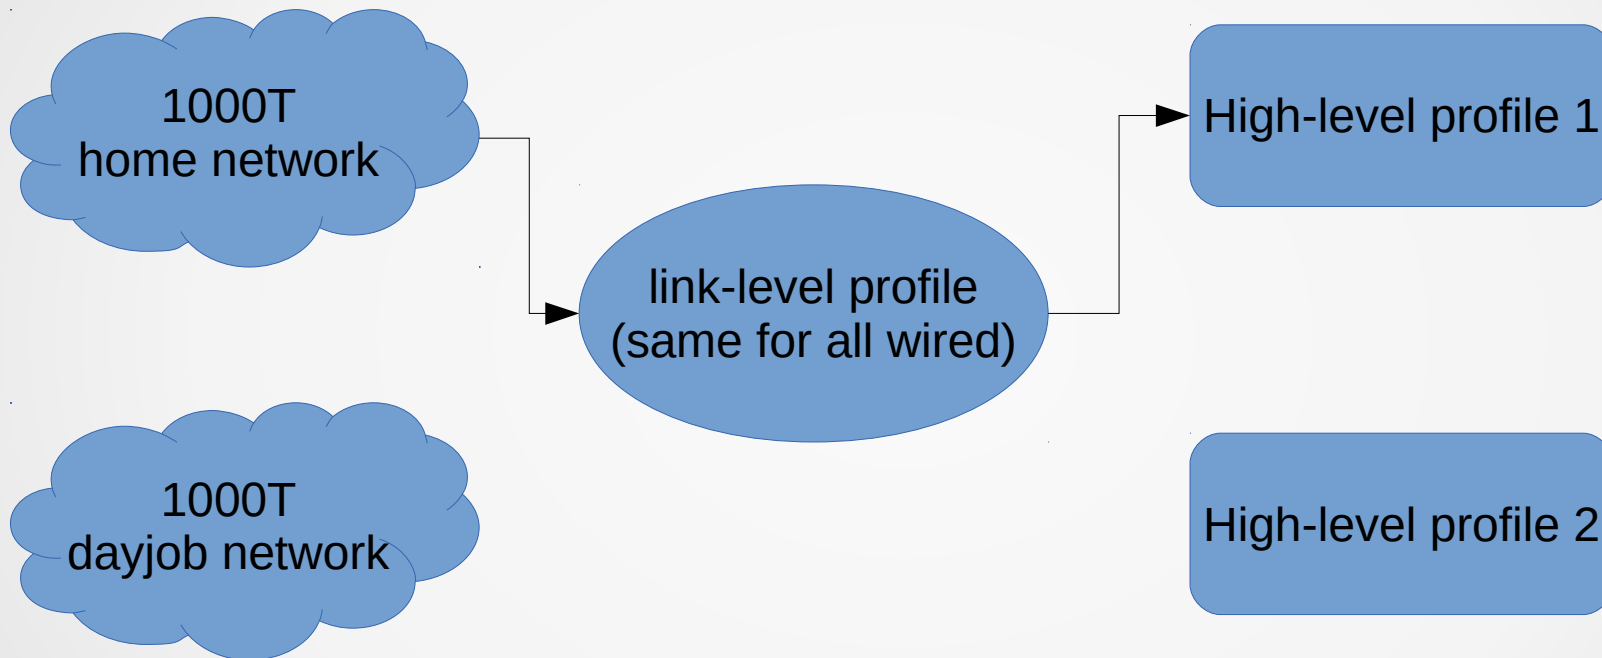 1000T
home network
High-level profile 1
link-level profile
(same for all wired)
1000T
dayjob network
High-level profile 2